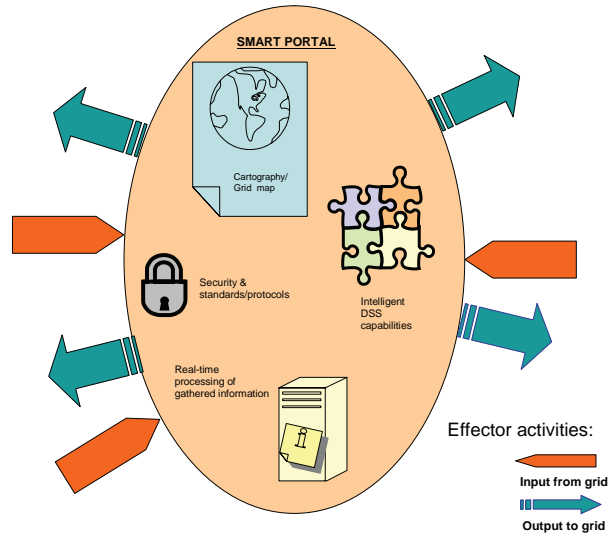 SMART PORTAL
Cartography/
Grid map
Security &
standards/protocols
Intelligent
DSS
capabilities
Real-time
processing of
gathered information
i
Effector activities:
Input from grid
Output to grid